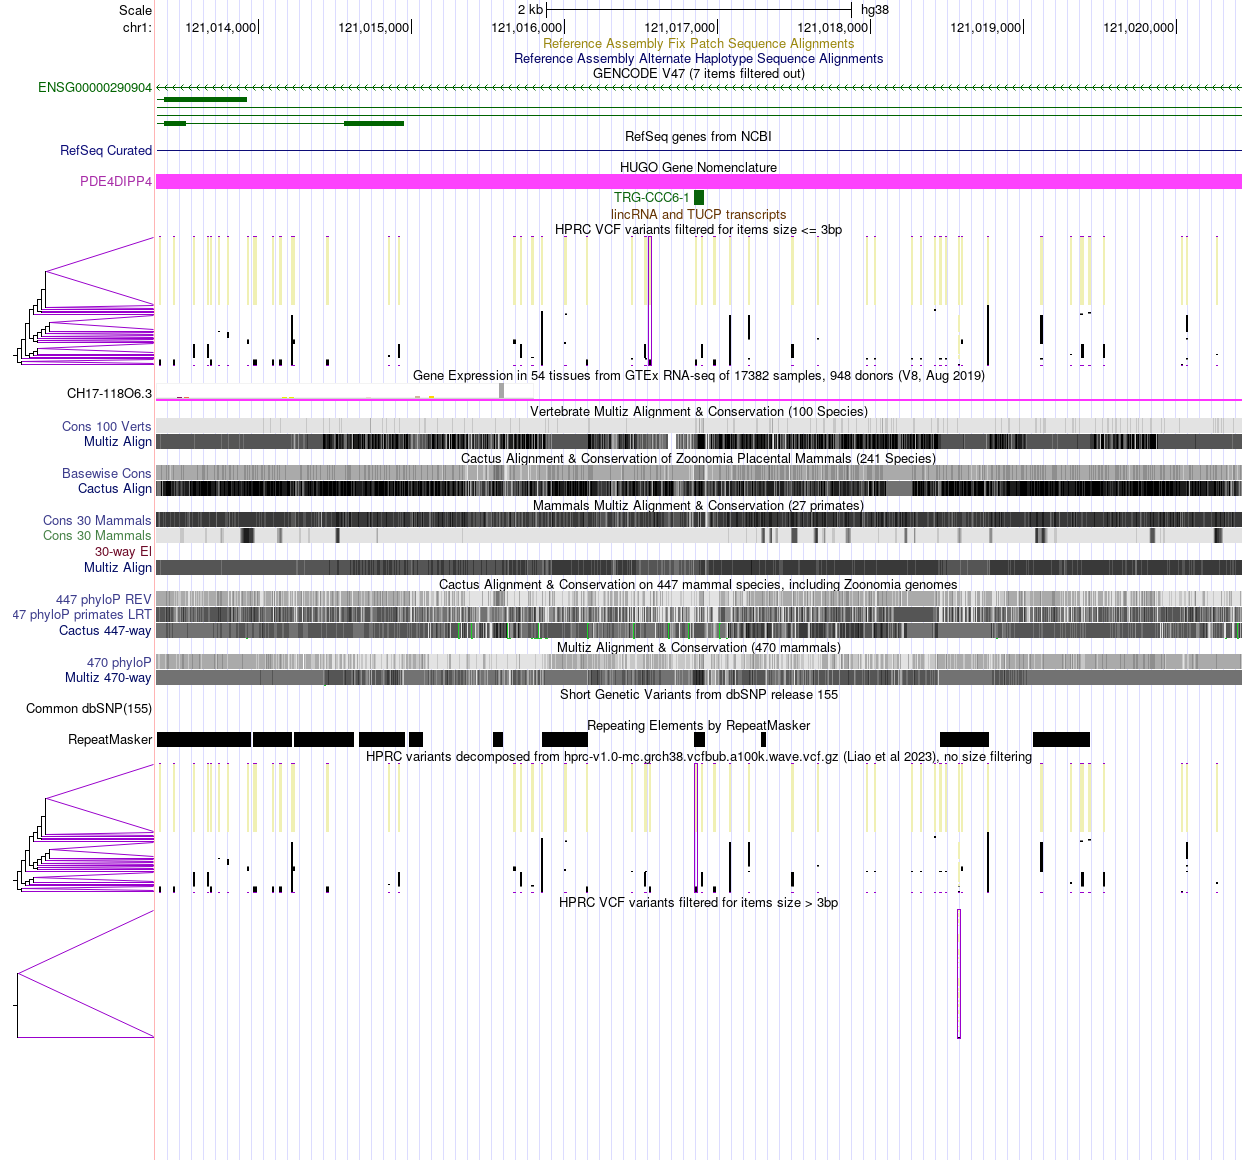 Scale 2 kb hg38
chr1: 121,014,000 121,015,000 121,016,000 121,017,000 121,018,000 121,019,000 121,020,000
Reference Assembly Fix Patch Sequence Alignments
Reference Assembly Alternate Haplotype Sequence Alignments
GENCODE V47 (7 items filtered out)
ENSG00000290904
RefSeq genes from NCBI
RefSeq Curated
HUGO Gene Nomenclature
PDE4DIPP4
TRG-CCC6-1
lincRNA and TUCP transcripts
HPRC VCF variants filtered for items size <= 3bp
Gene Expression in 54 tissues from GTEx RNA-seq of 17382 samples, 948 donors (V8, Aug 2019)
CH17-118O6.3
Vertebrate Multiz Alignment & Conservation (100 Species)
Cons 100 Verts
Multiz Align
Cactus Alignment & Conservation of Zoonomia Placental Mammals (241 Species)
Basewise Cons
Cactus Align
Mammals Multiz Alignment & Conservation (27 primates)
Cons 30 Mammals
Cons 30 Mammals
30-way El
Multiz Align
Cactus Alignment & Conservation on 447 mammal species, including Zoonomia genomes
447 phyloP REV
47 phyloP primates LRT
Cactus 447-way
Multiz Alignment & Conservation (470 mammals)
470 phyloP
Multiz 470-way
Short Genetic Variants from dbSNP release 155
Common dbSNP(155)
Repeating Elements by RepeatMasker
RepeatMasker
HPRC variants decomposed from hprc-v1.0-mc.grch38.vcfbub.a100k.wave.vcf.gz (Liao et al 2023), no size filtering
HPRC VCF variants filtered for items size > 3bp